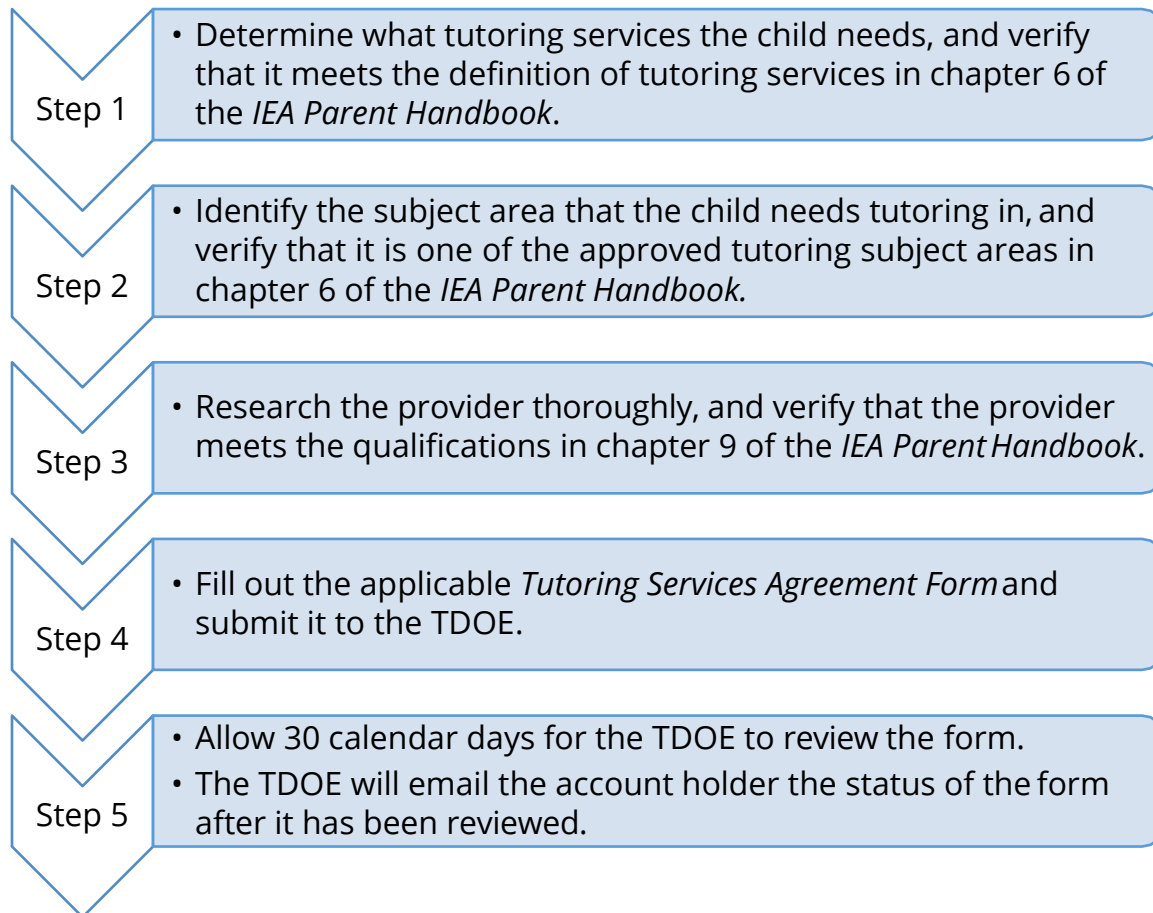 Step 1
• Determine what tutoring services the child needs, and verify
that it meets the definition of tutoring services in chapter 6 of
the IEA Parent Handbook.
Step 2
• Identify the subject area that the child needs tutoring in, and
verify that it is one of the approved tutoring subject areas in
chapter 6 of the IEA Parent Handbook.
Step 3
• Research the provider thoroughly, and verify that the provider
meets the qualifications in chapter 9 of the IEA Parent Handbook.
Step 4
• Fill out the applicable Tutoring Services Agreement Form and
submit it to the TDOE.
Step 5
• Allow 30 calendar days for the TDOE to review the form.
• The TDOE will email the account holder the status of the form
after it has been reviewed.